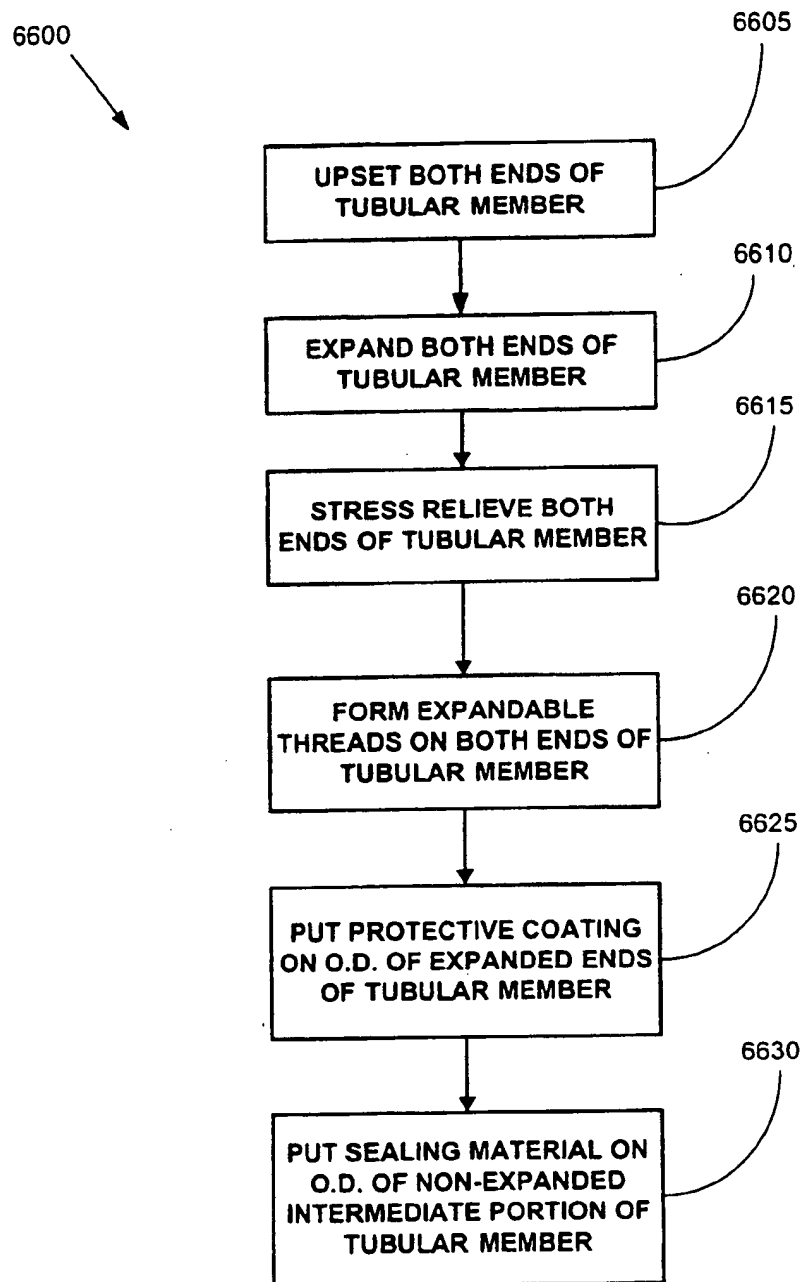 6600
6605
UPSET BOTH ENDS OF
TUBULAR MEMBER
6610
EXPAND BOTH ENDS OF
TUBULAR MEMBER
6615
STRESS RELIEVE BOTH
ENDS OF TUBULAR MEMBER
6620
FORM EXPANDABLE
THREADS ON BOTH ENDS OF
TUBULAR MEMBER
6625
PUT PROTECTIVE COATING
ON O.D. OF EXPANDED ENDS
OF TUBULAR MEMBER
6630
PUT SEALING MATERIAL ON
O.D. OF NON-EXPANDED
INTERMEDIATE PORTION OF
TUBULAR MEMBER